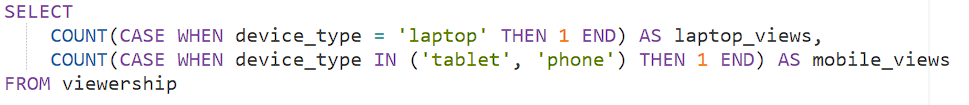 SELECT
    COUNT(CASE WHEN device_type = 'laptop' THEN 1 END) AS laptop_views,
    COUNT(CASE WHEN device_type IN ('tablet', 'phone') THEN 1 END) AS mobile_views
FROM viewership